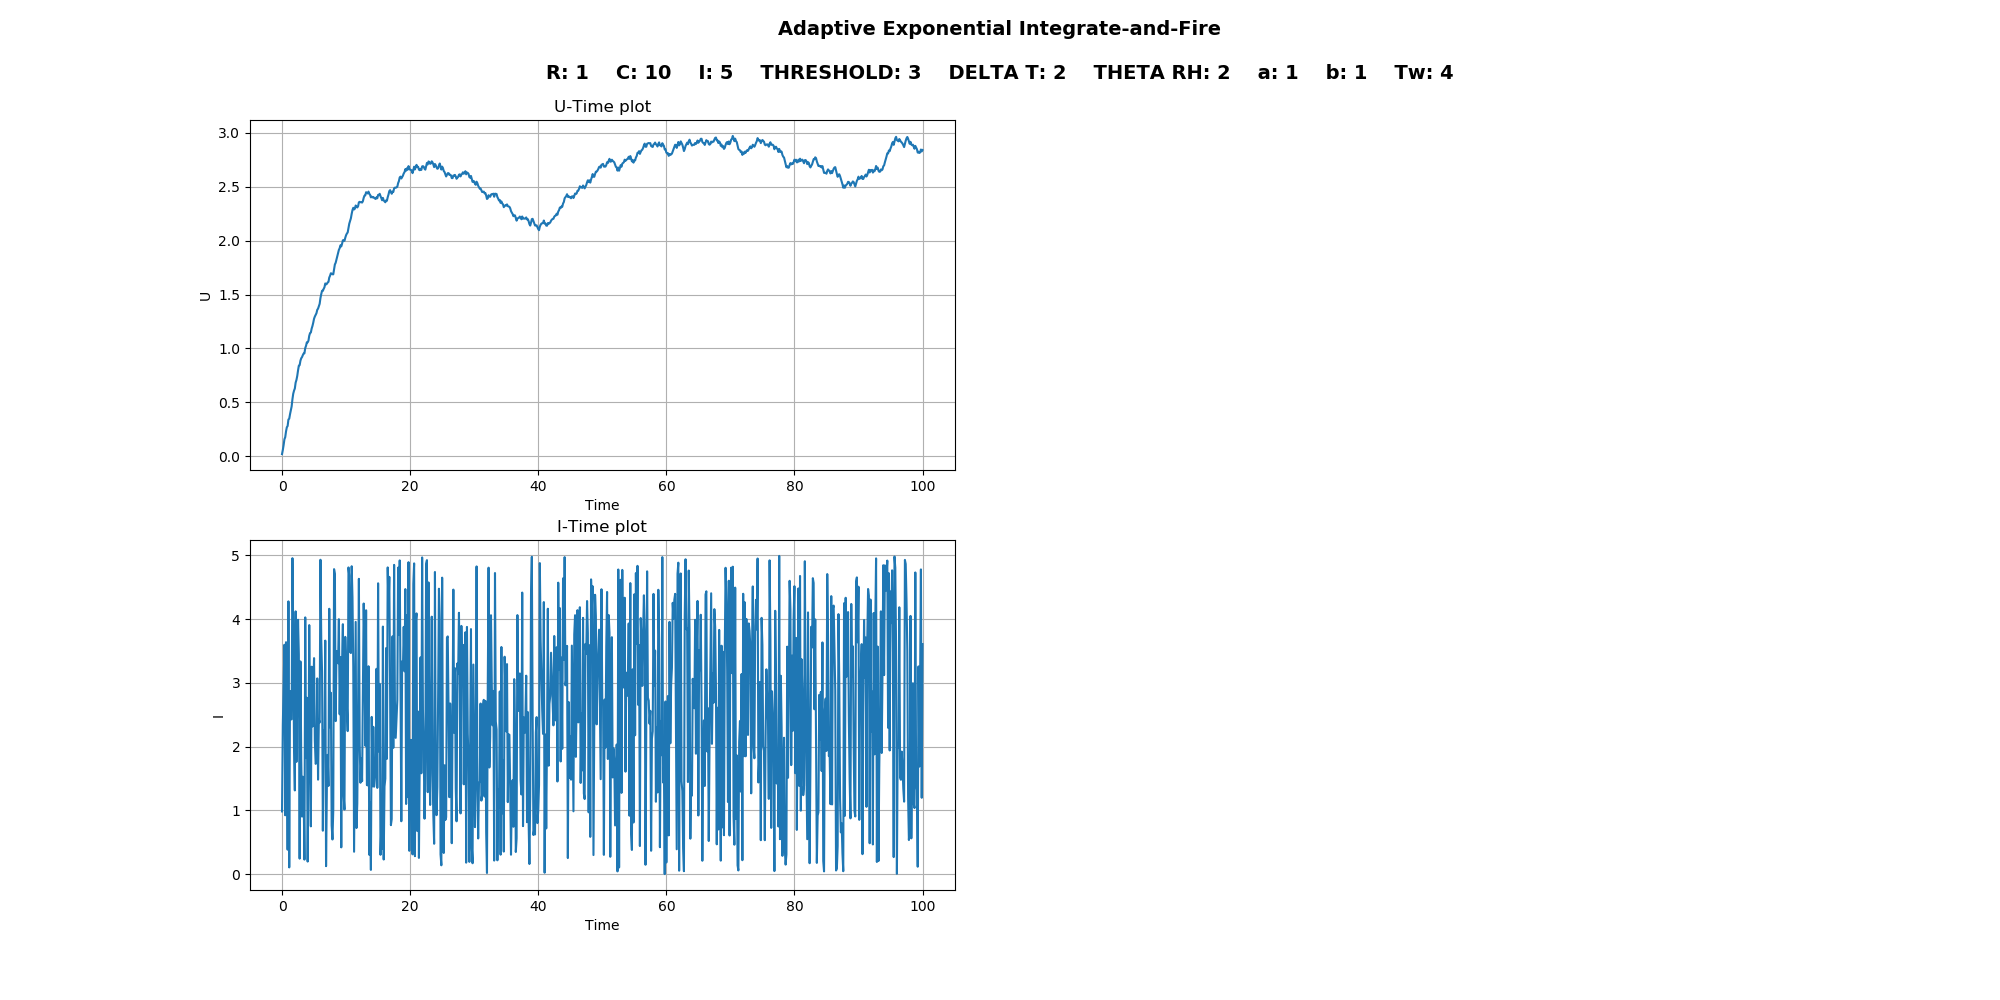 Adaptive Exponential Integrate-and-Fire
R: 1 C: 10 I: 5 THRESHOLD: 3 DELTA T: 2 THETA RH: 2 a: 1 b: 1 Tw: 4
U-Time plot
3.0
2.5
2.0
1.5
1.0
0.5
0.0
U
0 20 40 60 80 100
Time
I-Time plot
5
4
3
2
1
0
I
0 20 40 60 80 100
Time